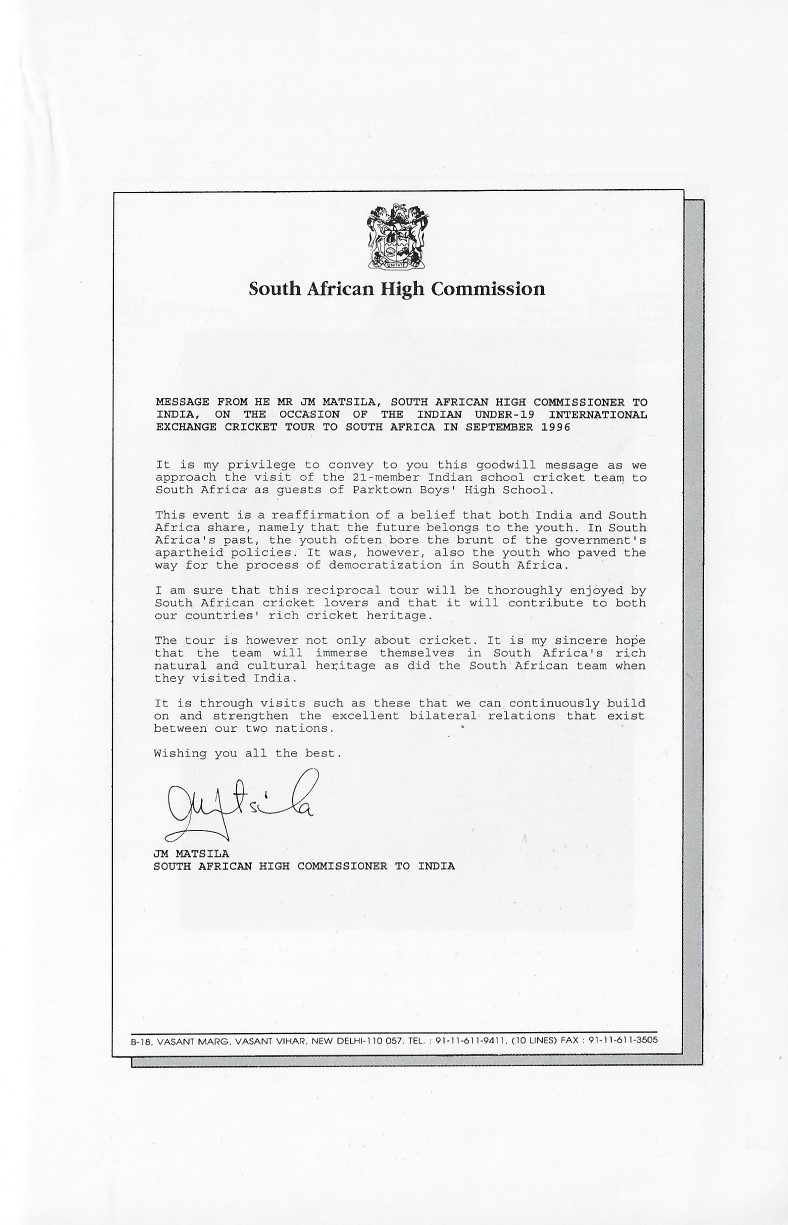 South African High Commission
MESSAGE FROM HE MR JM MATSILA, SOUTH AFRICAN HIGH COMMISSIONER TO
INDIA, ON THE OCCASION OF THE INDIAN UNDER-19 INTERNATIONAL
EXCHANGE CRICKET TOUR TO SOUTH AFRICA IN SEPTEMBER 1996
It is my privilege to convey to you this goodwill message as we
approach the visit of the 21-member Indian school cricket team to
South Africa as guests of Parktown Boys' High School.
This event is a reaffirmation of a belief that both India and South
Africa share, namely that the future belongs to the youth. In South
Africa's past, the youth often bore the brunt of the government's
apartheid policies. It was, however, also the youth who paved the
way for the process of democratization in South Africa.
I am sure that this reciprocal tour will be thoroughly enjoyed by
South African cricket lovers and that it will contribute to both
our countries' rich cricket heritage.
The tour is however not only about cricket. It is my sincere hope
that the team will immerse themselves in South Africa's rich
natural and cultural heritage as did the South African team when
they visited India.
It is through visits such as these that we can continuously build
on and strengthen the excellent bilateral relations that exist
between our two nations.
Wishing you all the best.
JM MATSILA
SOUTH AFRICAN HIGH COMMISSIONER TO INDIA
B-18, VASANT MARG, VASANT VIHAR, NEW DELHI-110 057. TEL. : 91-11-611-9411, (10 LINES) FAX : 91-11-611-3505